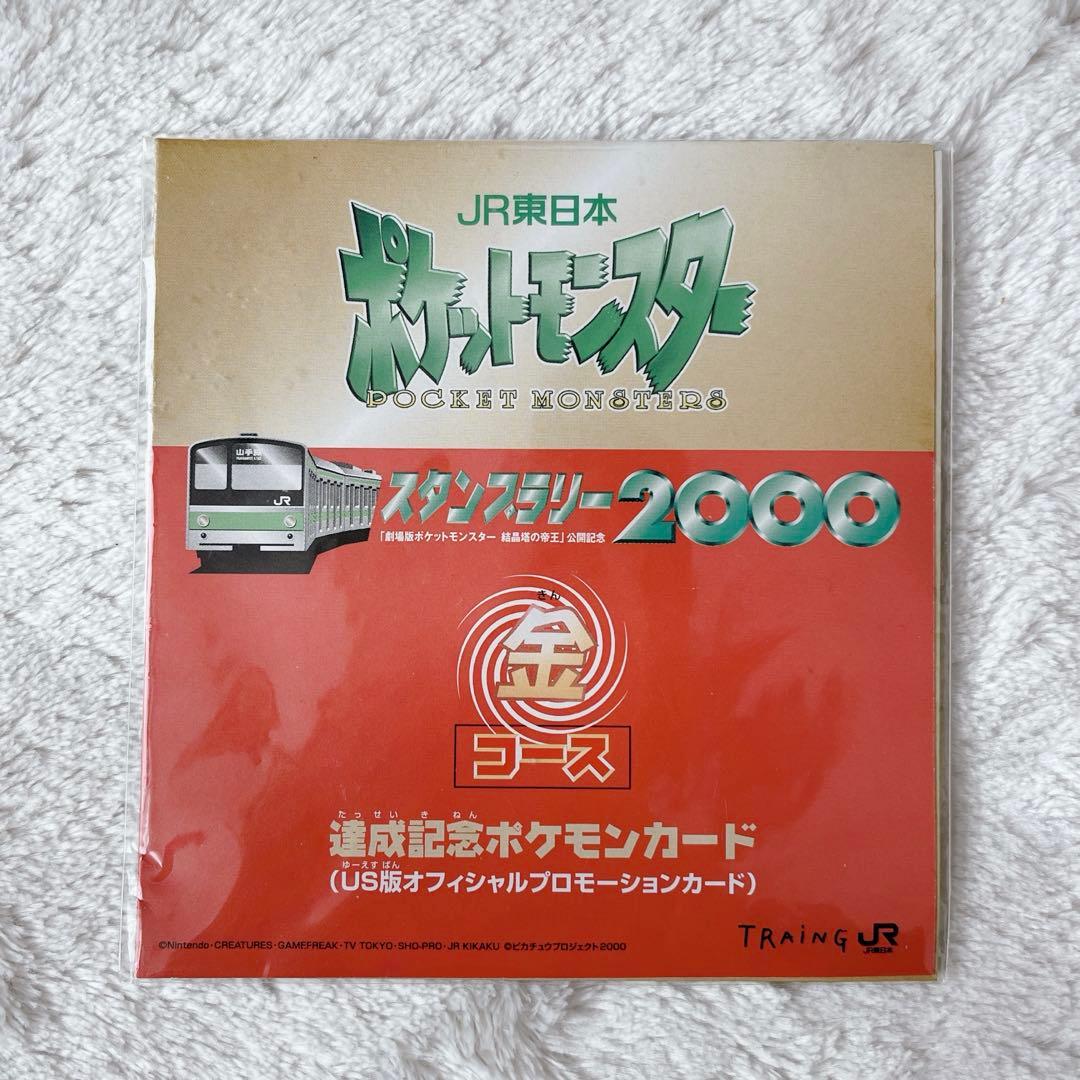 JR東日本
ポケットモンスター
POCKET MONSTERS
山手線
JR
スタンプラリー2000
「劇場版ポケットモンスター 結晶塔の帝王」公開記念
きん
金
コース
たっせいきねん
達成記念ポケモンカード
ゆーえすばん
(US版オフィシャルプロモーションカード)
©Nintendo・CREATURES・GAMEFREAK・TV TOKYO・SHO-PRO・JR KIKAKU ©ピカチュウプロジェクト2000
TRAiNG JR
JR東日本